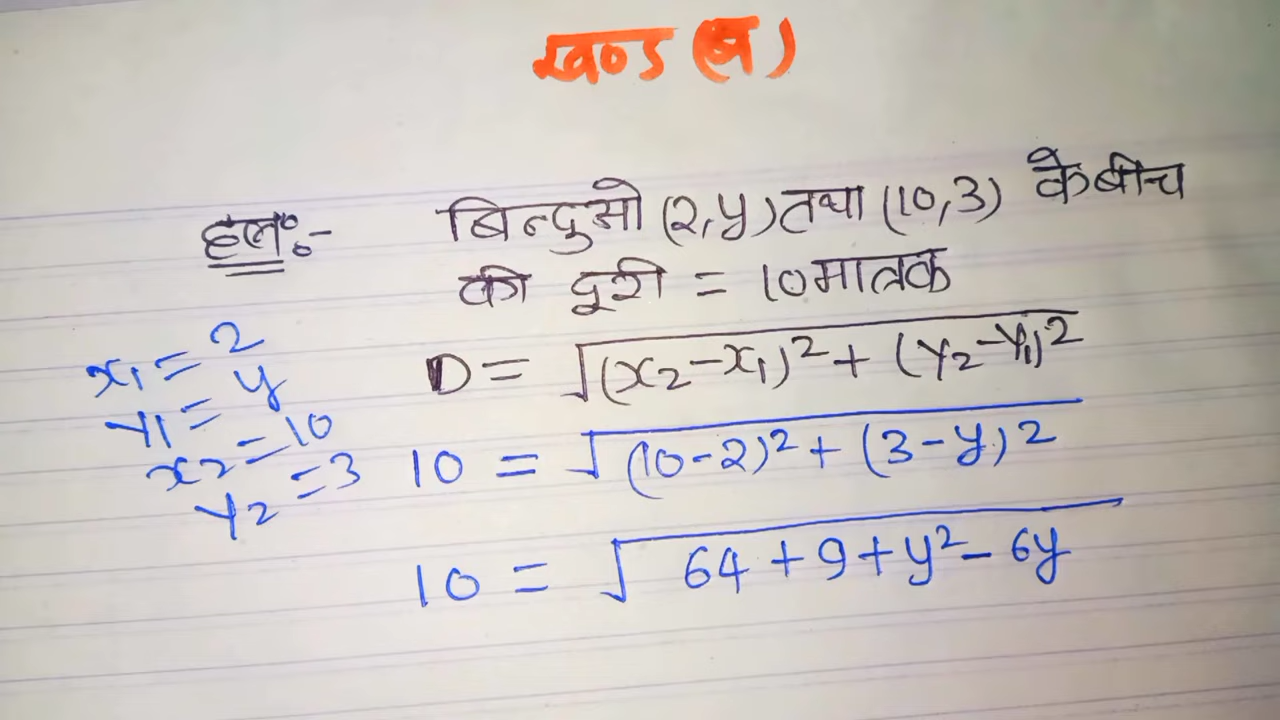 खण्ड (ब)
हलः- बिन्दुओ (2,y) तथा (10,3) के बीच
की दूरी = 10 मात्रक
D = √(x₂-x₁)² + (y₂-y₁)²
x₁ = 2
y₁ = y
x₂ = 10
y₂ = 3
10 = √(10-2)² + (3-y)²
10 = √64+9+y²-6y